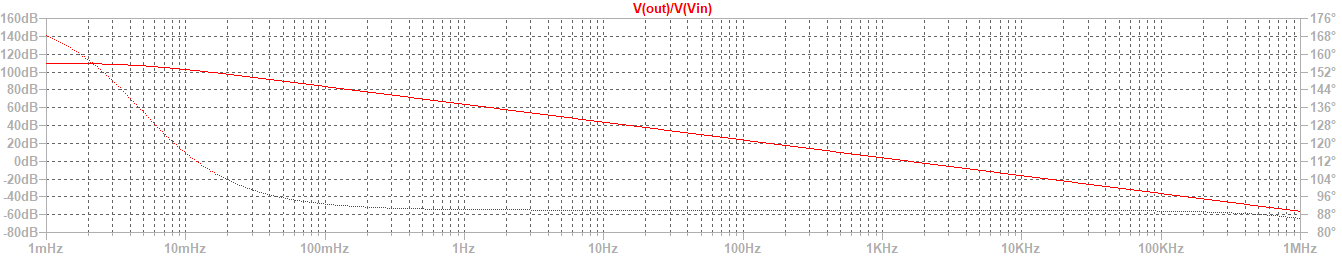 V(out)/V(Vin)
160dB 176°
140dB 168°
120dB 160°
100dB 152°
80dB 144°
60dB 136°
40dB 128°
20dB 120°
0dB 112°
-20dB 104°
-40dB 96°
-60dB 88°
-80dB 80°
1mHz 10mHz 100mHz 1Hz 10Hz 100Hz 1KHz 10KHz 100KHz 1MHz